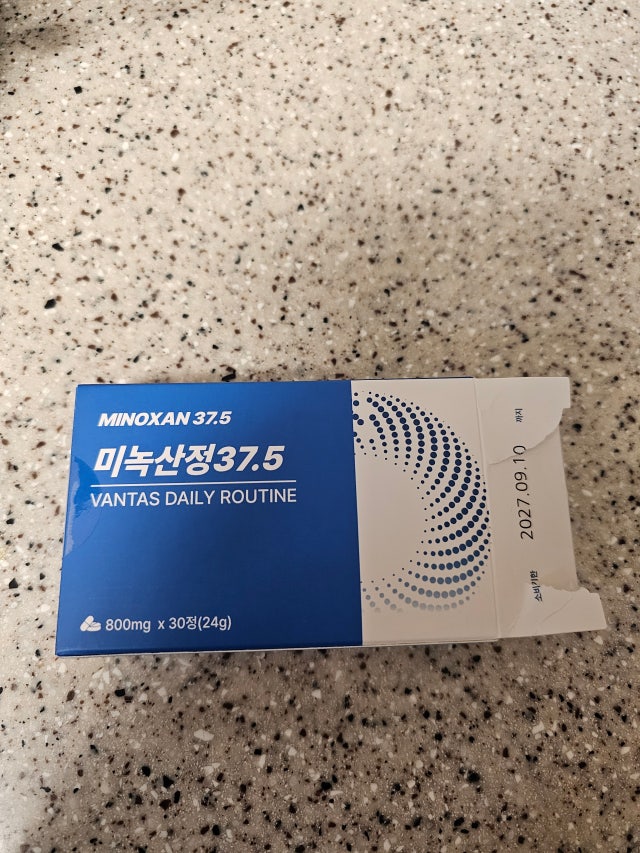 MINOXAN 37.5
미녹산정37.5
VANTAS DAILY ROUTINE
800mg x 30정(24g)
소비기한 2027.09.10 까지